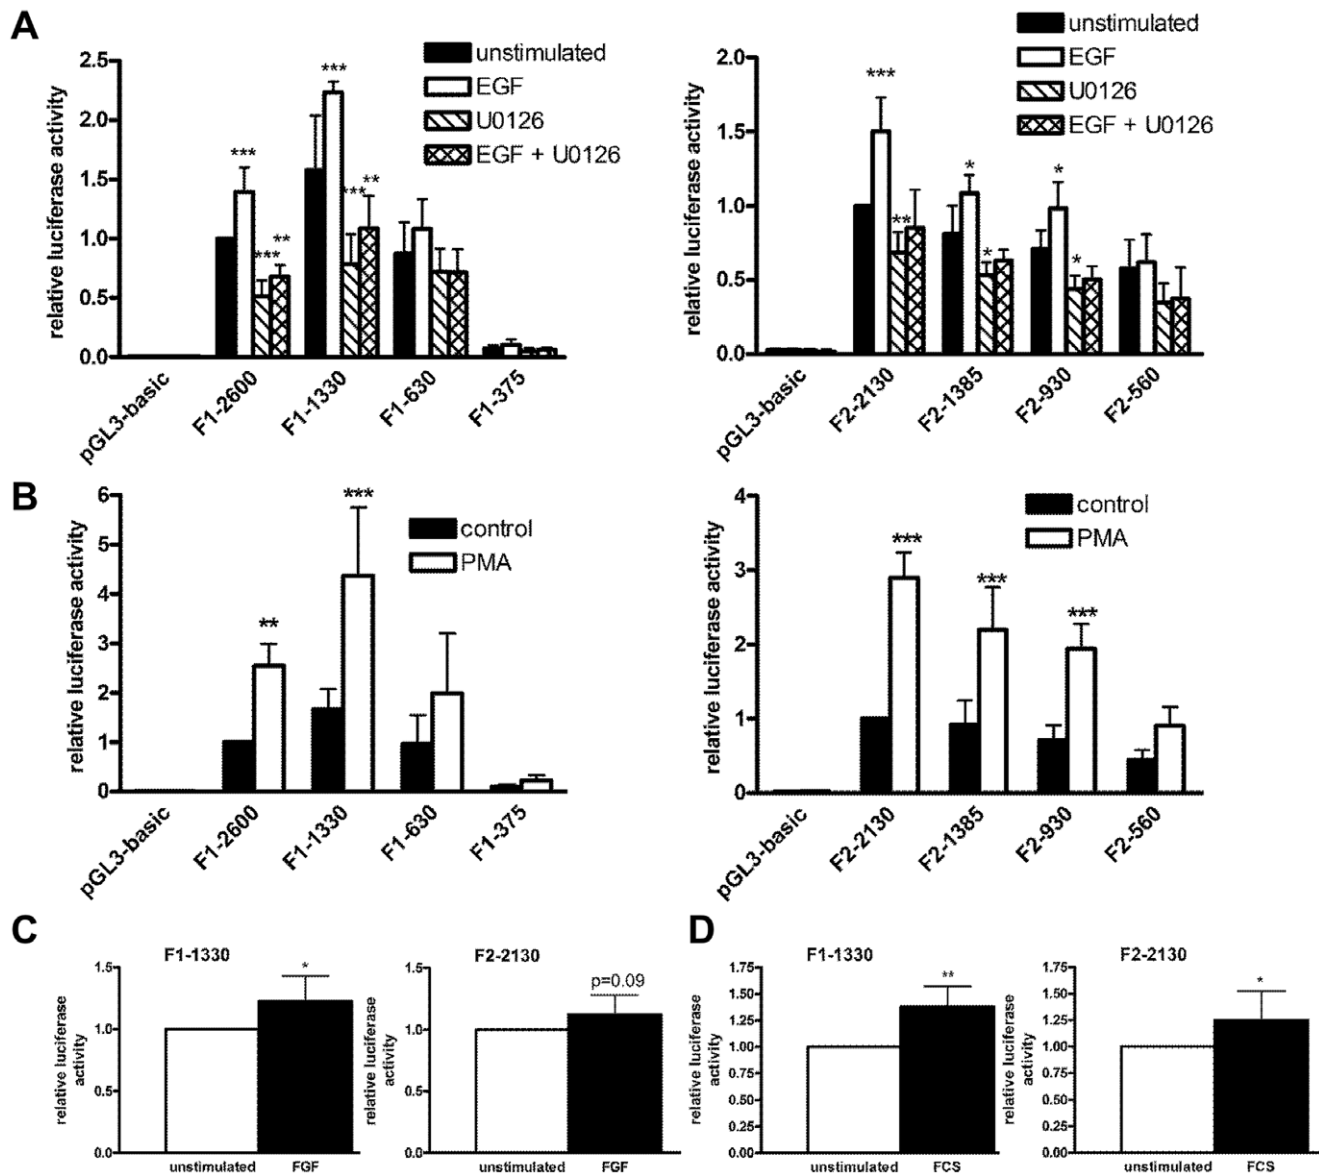 A
relative luciferase activity
2.5
2.0
1.5
1.0
0.5
0.0
***
***
***
**
***
**
unstimulated
EGF
U0126
EGF + U0126
pGL3-basic
F1-2600
F1-1330
F1-630
F1-375
relative luciferase activity
2.0
1.5
1.0
0.5
0.0
***
**
*
*
*
*
unstimulated
EGF
U0126
EGF + U0126
pGL3-basic
F2-2130
F2-1385
F2-930
F2-560
B
relative luciferase activity
6
5
4
3
2
1
0
**
***
control
PMA
pGL3-basic
F1-2600
F1-1330
F1-630
F1-375
relative luciferase activity
4
3
2
1
0
***
***
***
control
PMA
pGL3-basic
F2-2130
F2-1385
F2-930
F2-560
C
F1-1330
relative luciferase
activity
1.5
1.0
0.5
0.0
*
unstimulated
FGF
F2-2130
relative luciferase
activity
1.5
1.0
0.5
0.0
p=0.09
unstimulated
FGF
D
F1-1330
relative luciferase
activity
1.75
1.50
1.25
1.00
0.75
0.50
0.25
0.00
**
unstimulated
FCS
F2-2130
relative luciferase
activity
1.75
1.50
1.25
1.00
0.75
0.50
0.25
0.00
*
unstimulated
FCS